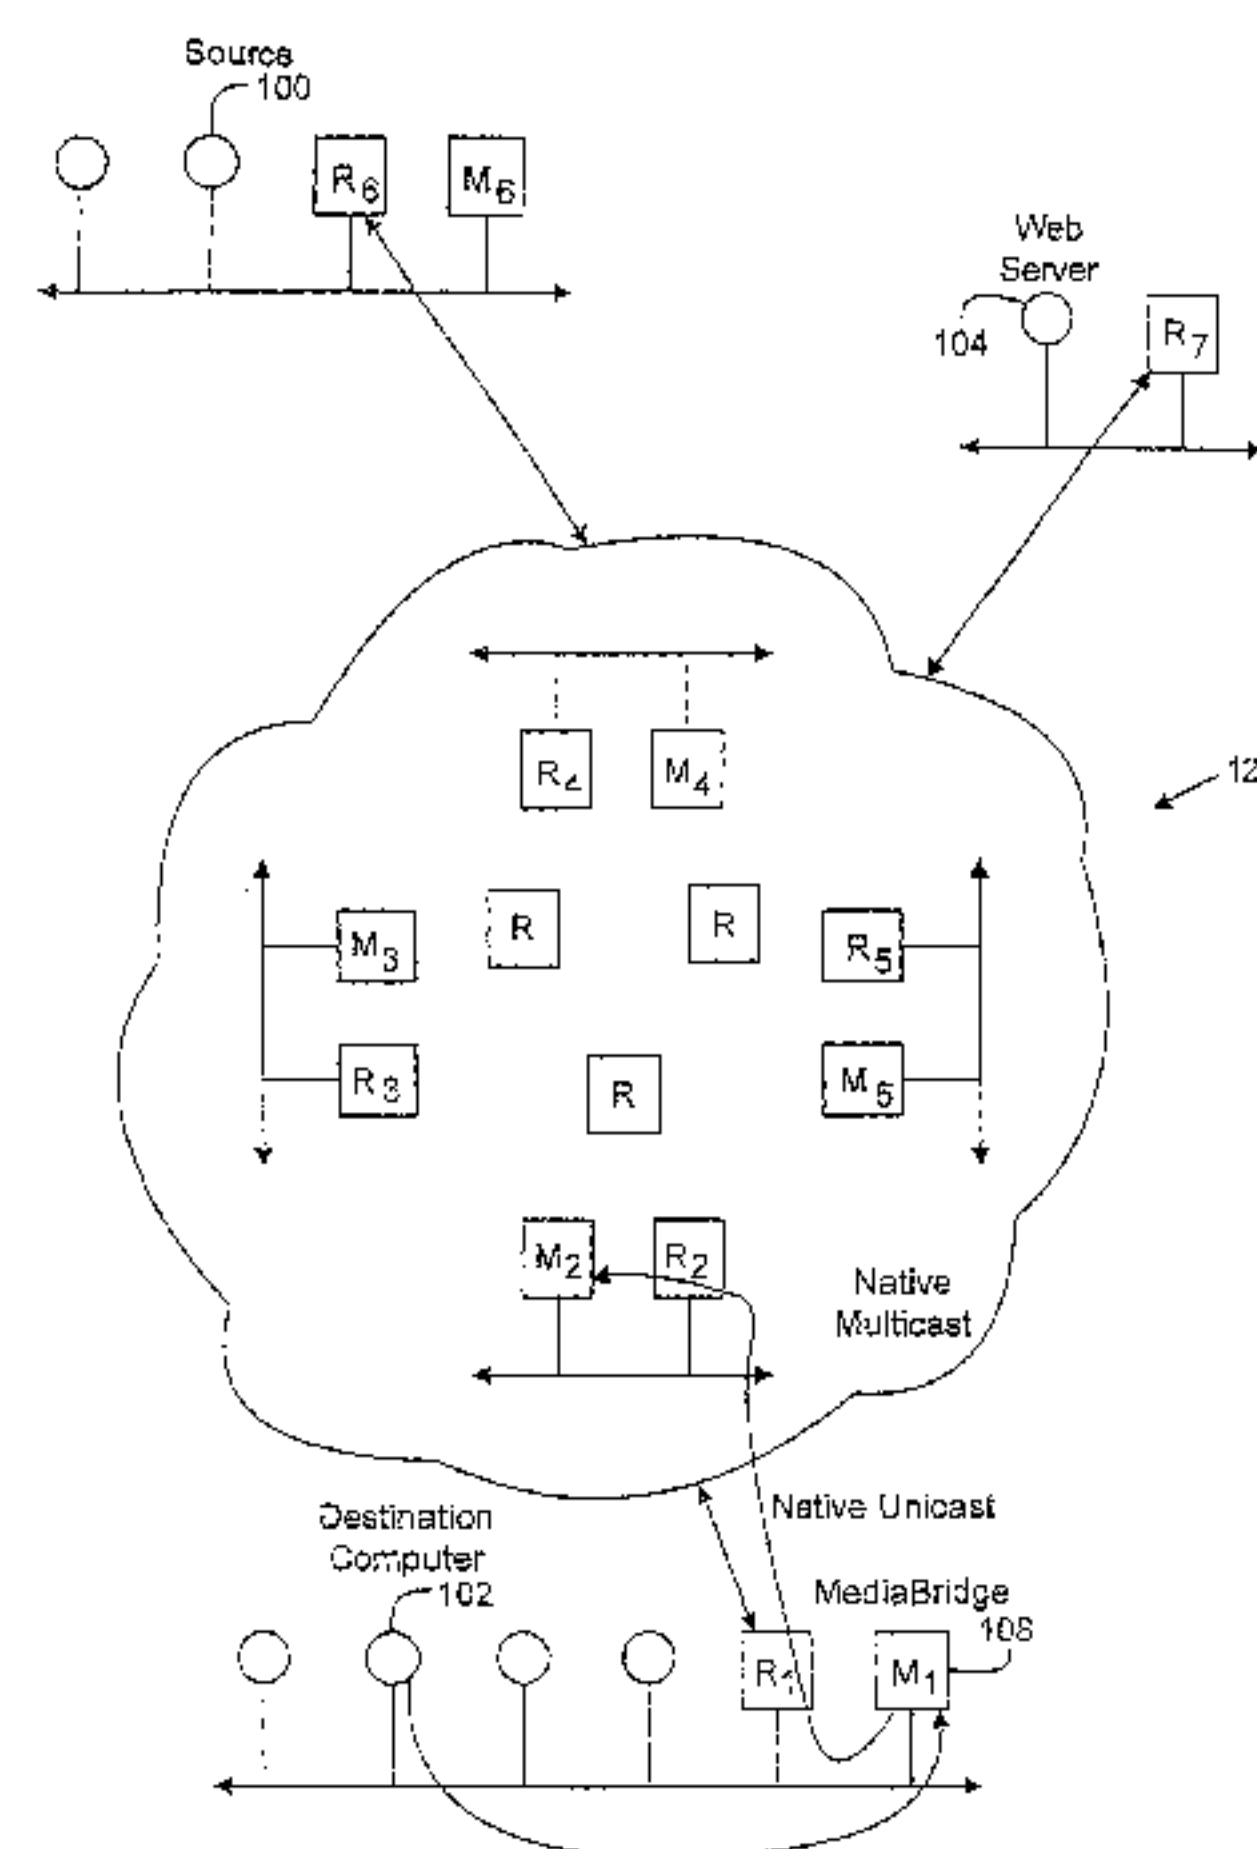 Source
100
R6
M6
Web
Server
104
R7
R4
M4
12
M3
R
R
R5
R3
R
M5
M2
R2
Native
Multicast
Destination
Computer
102
Native Unicast
MediaBridge
108
R1
M1